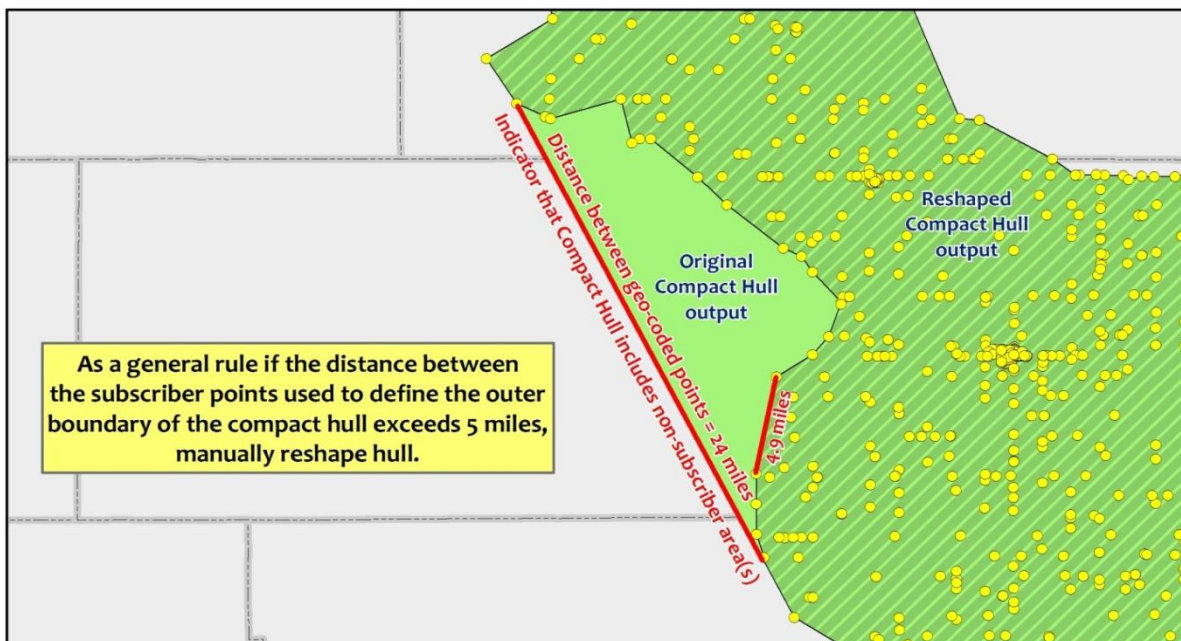 Distance between geo-coded points = 24 miles
Indicator that Compact Hull includes non-subscriber area(s)
Reshaped
Compact Hull
output
Original
Compact Hull
output
4.9 miles
As a general rule if the distance between
the subscriber points used to define the outer
boundary of the compact hull exceeds 5 miles,
manually reshape hull.